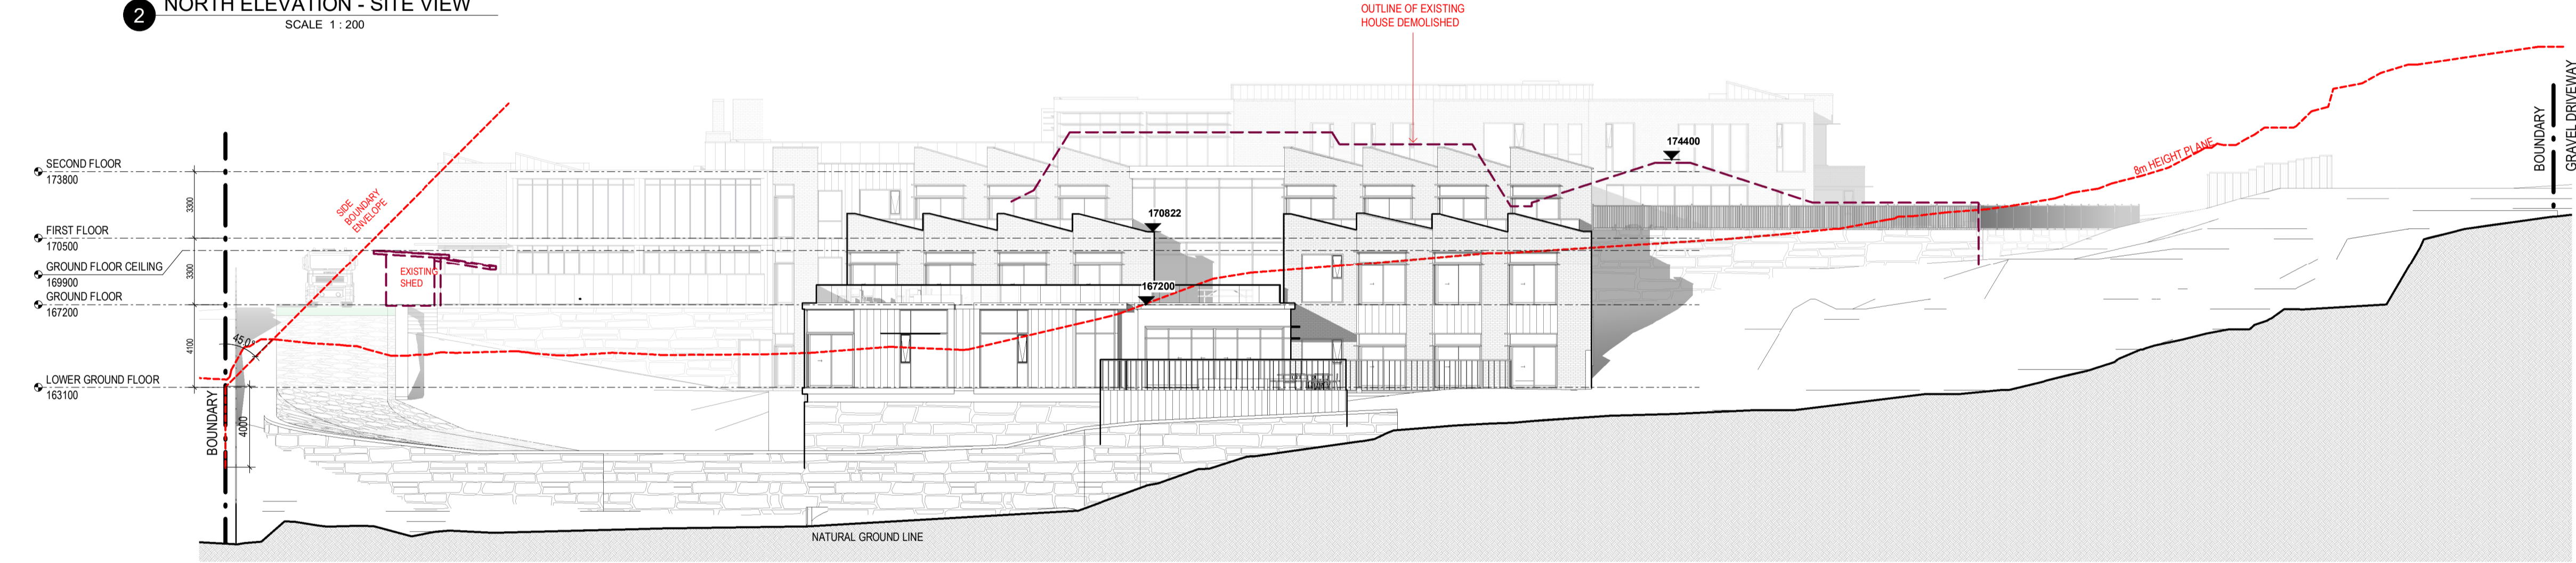 2
NORTH ELEVATION - SITE VIEW
SCALE 1 : 200
OUTLINE OF EXISTING
HOUSE DEMOLISHED
SECOND FLOOR
173800
3300
FIRST FLOOR
170500
GROUND FLOOR CEILING
169900
3300
GROUND FLOOR
167200
4100
LOWER GROUND FLOOR
163100
BOUNDARY
4000
45.0°
SIDE
BOUNDARY
ENVELOPE
EXISTING
SHED
170822
167200
174400
8m HEIGHT PLANE
BOUNDARY
GRAVEL DRIVEWAY
NATURAL GROUND LINE